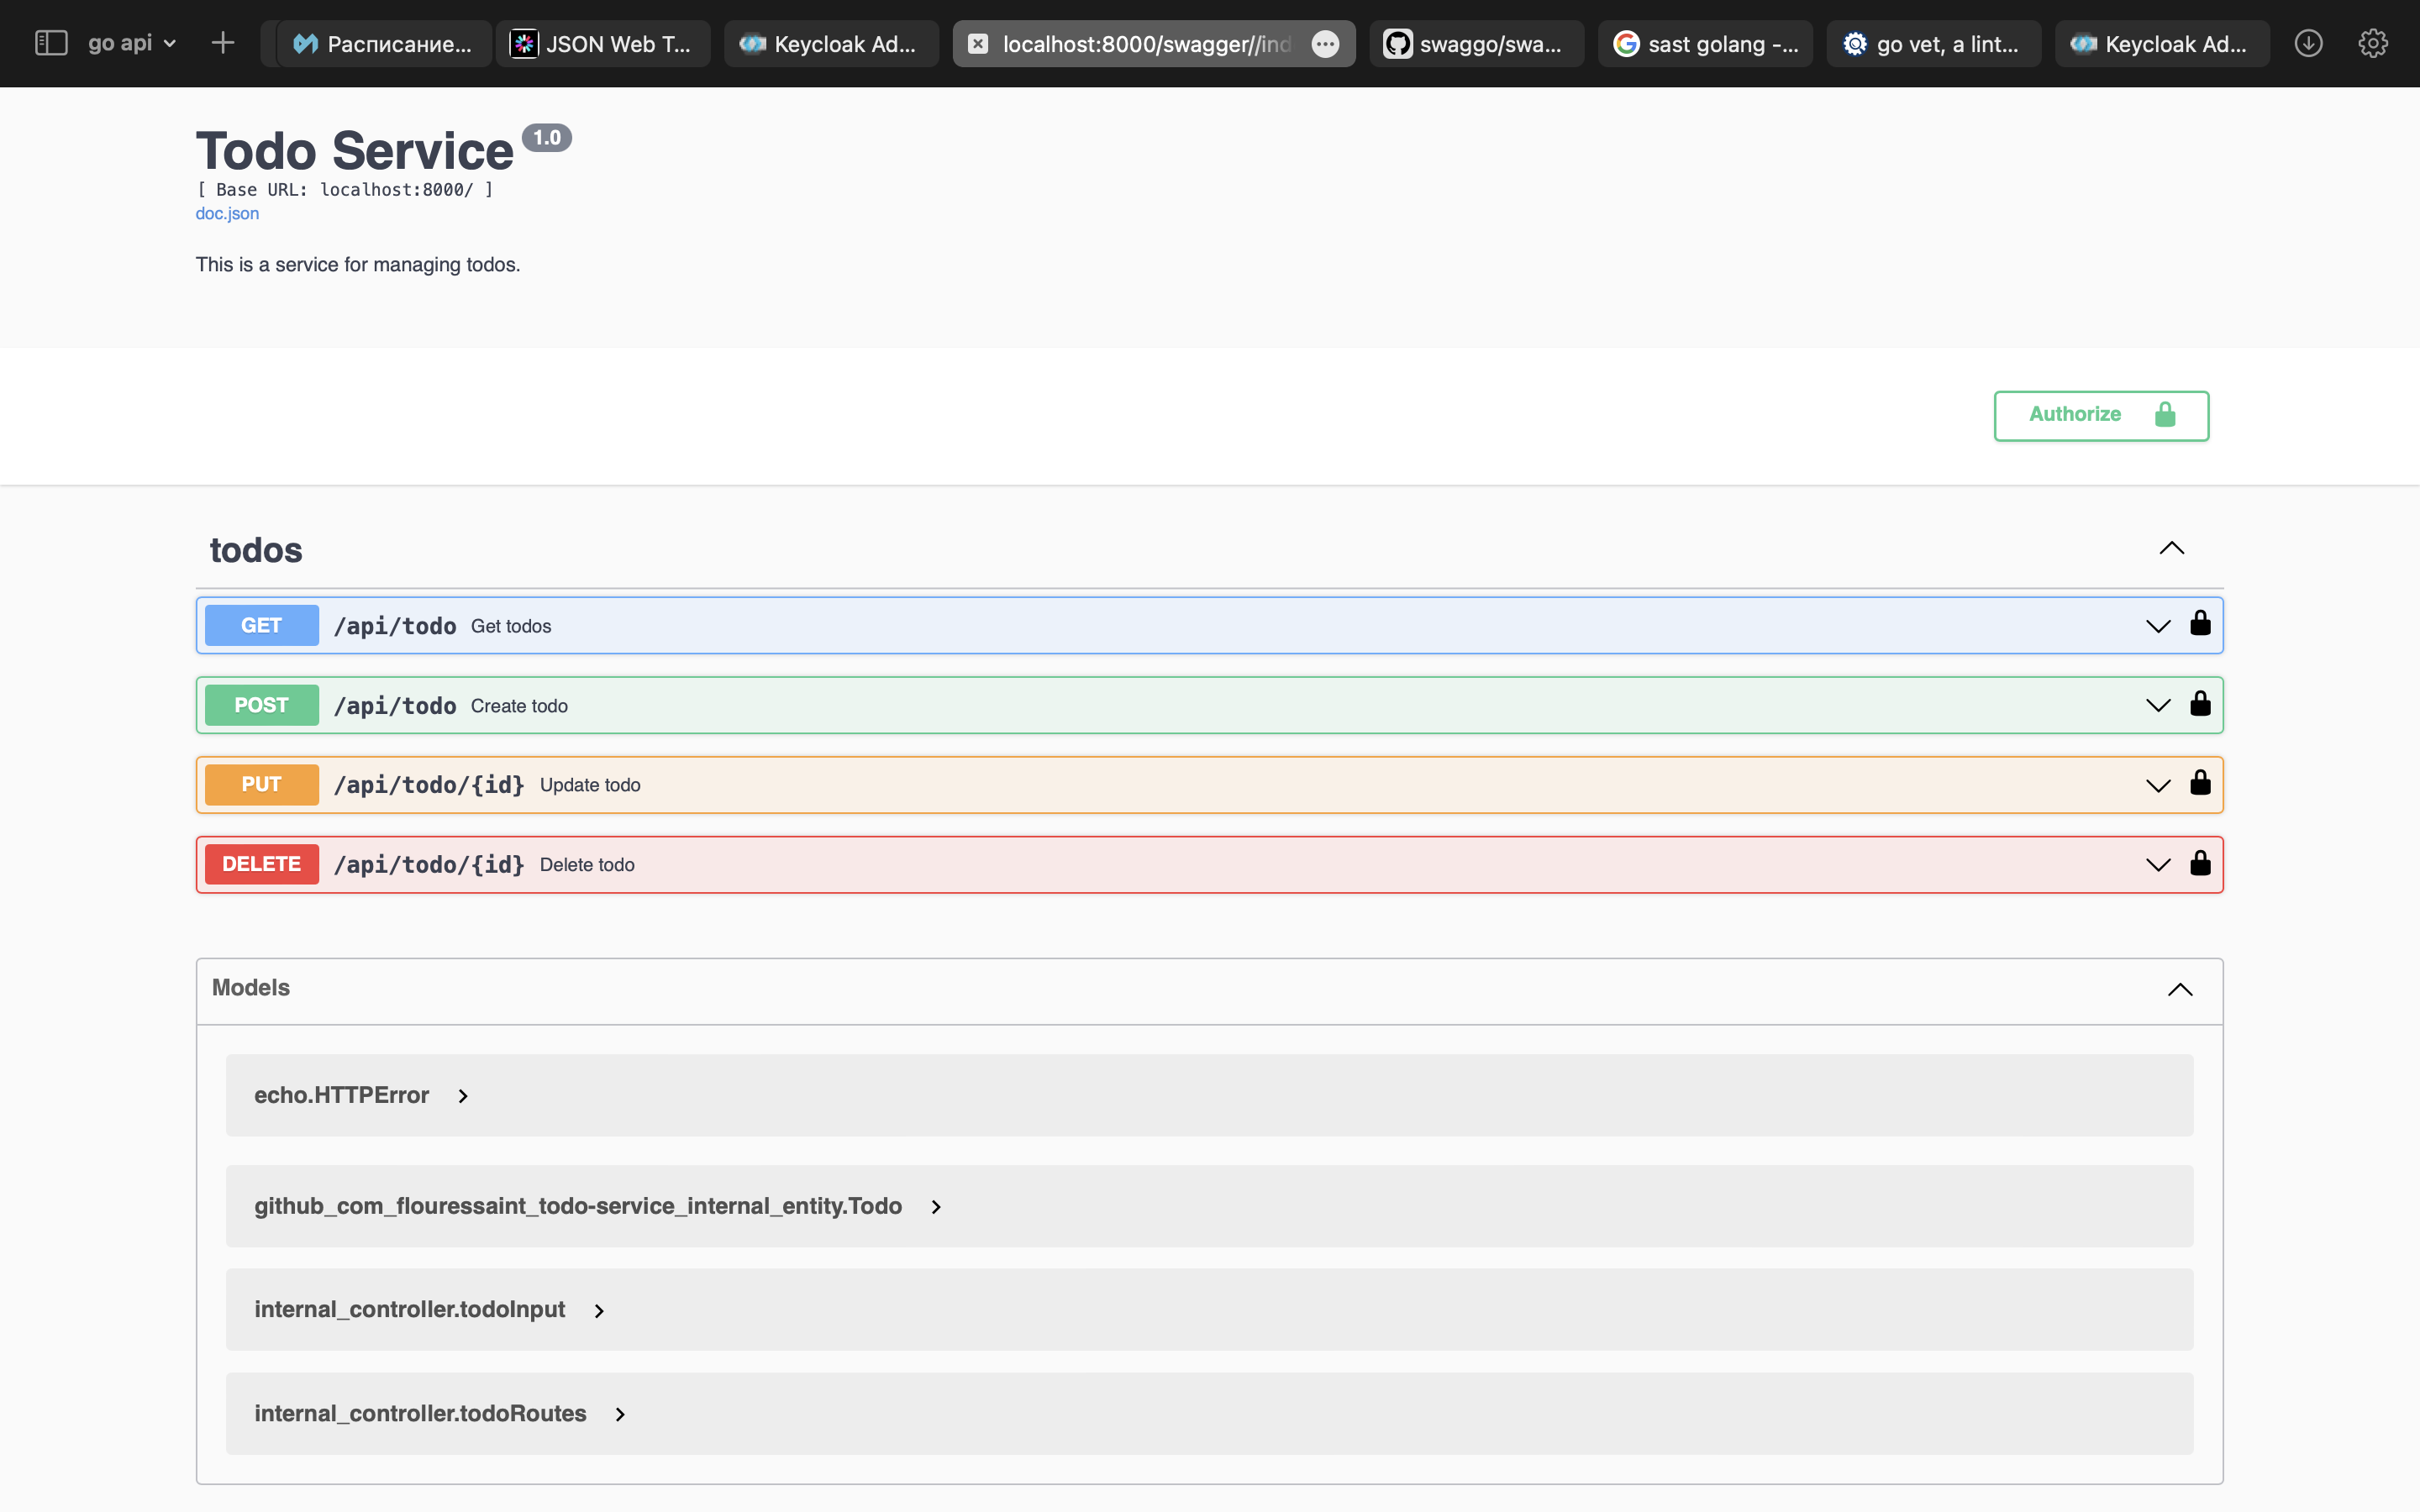 go api
Расписание...
JSON Web T...
Keycloak Ad...
localhost:8000/swagger//ind
swaggo/swa...
sast golang -...
go vet, a lint...
Keycloak Ad...
Todo Service 1.0
[ Base URL: localhost:8000/ ]
doc.json
This is a service for managing todos.
Authorize
todos
GET /api/todo Get todos
POST /api/todo Create todo
PUT /api/todo/{id} Update todo
DELETE /api/todo/{id} Delete todo
Models
echo.HTTPError
github_com_flouressaint_todo-service_internal_entity.Todo
internal_controller.todoInput
internal_controller.todoRoutes